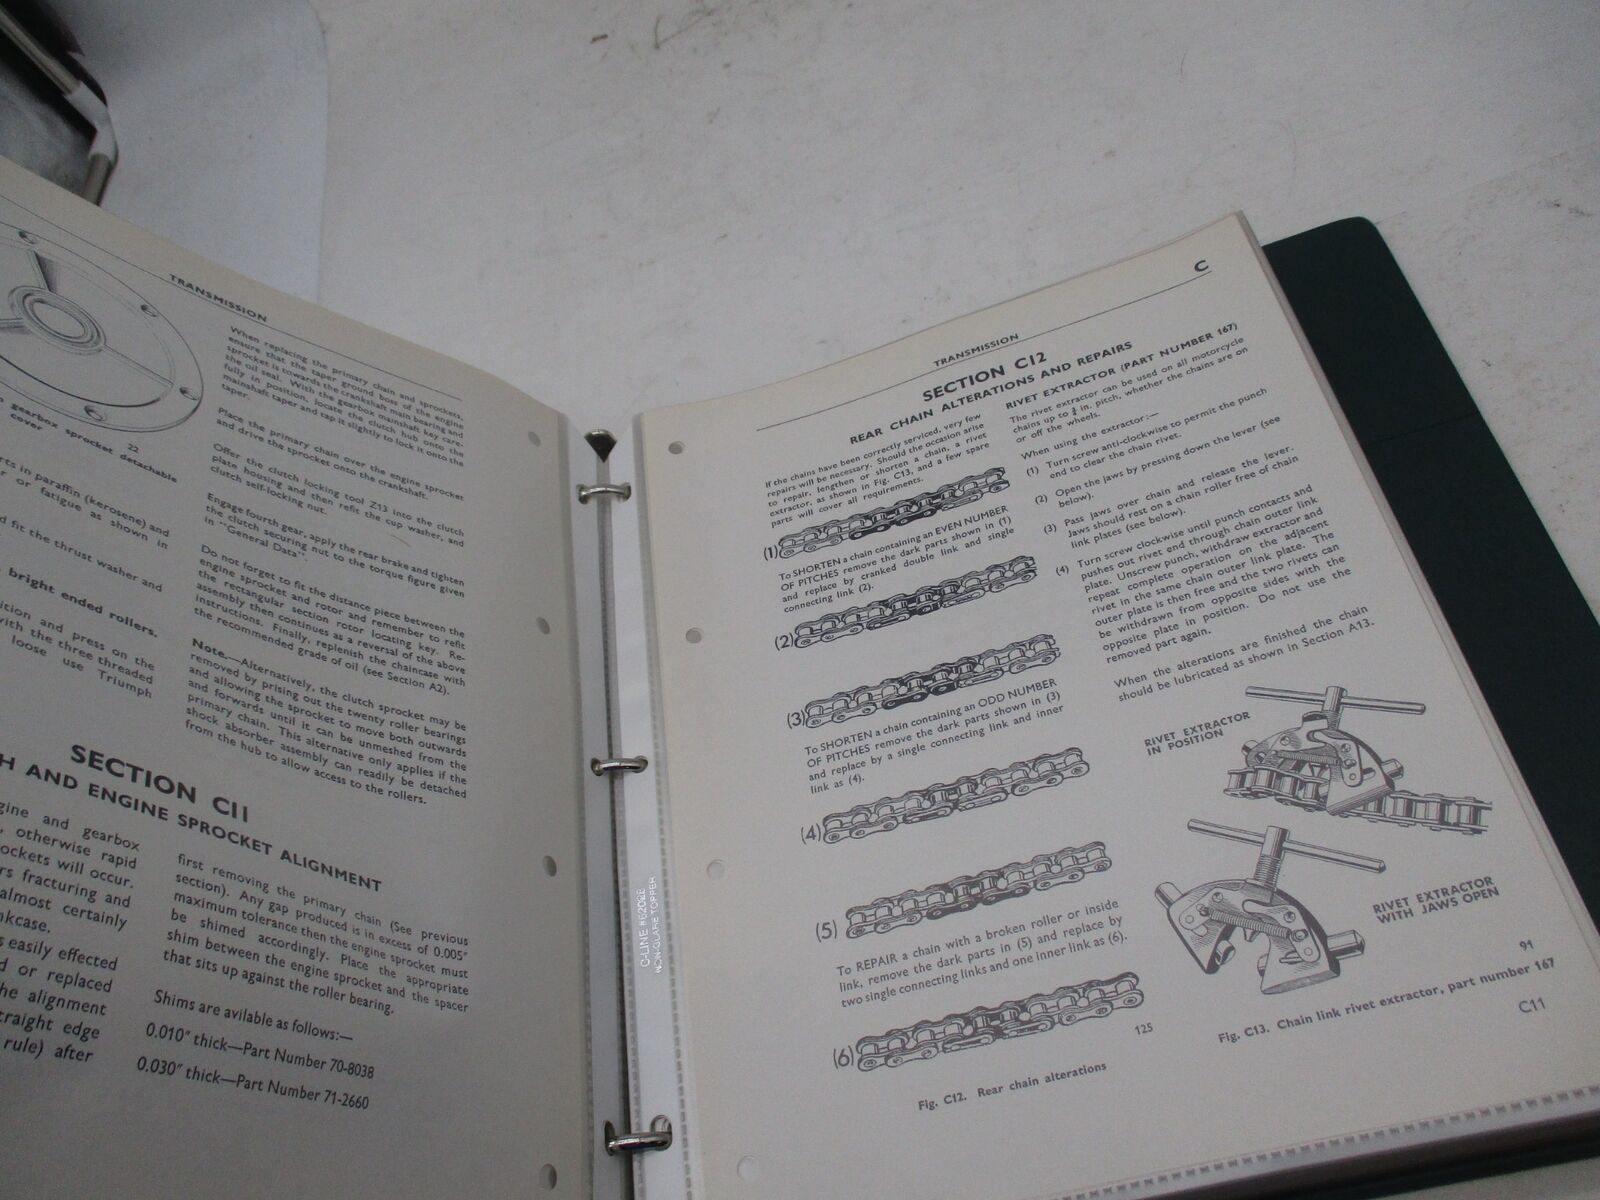 TRANSMISSION
22
gearbox sprocket detachable
cover
rts in paraffin (kerosene) and
or fatigue as shown in
fit the thrust washer and
bright ended rollers.
ition and press on the
with the three threaded
loose use Triumph
When replacing the primary chain and sprockets,
ensure that the taper ground boss of the engine
sprocket is towards the crankshaft main bearing and
the oil seal. With the gearbox mainshaft key care-
fully in position, locate the clutch hub onto the
mainshaft taper and tap it slightly to lock it onto the
taper.
Place the primary chain over the engine sprocket
and drive the sprocket onto the crankshaft.
Offer the clutch locking tool Z13 into the clutch
plate housing and then refit the cup washer, and
clutch self-locking nut.
Engage fourth gear, apply the rear brake and tighten
the clutch securing nut to the torque figure given
in "General Data"
Do not forget to fit the distance piece between the
engine sprocket and rotor and remember to refit
the rectangular section rotor locating key. Re-
assembly then continues as a reversal of the above
instructions. Finally, replenish the chaincase with
the recommended grade of oil (see Section A2).
Note.—Alternatively, the clutch sprocket may be
removed by prising out the twenty roller bearings
and allowing the sprocket to move both outwards
and forwards until it can be unmeshed from the
primary chain. This alternative only applies if the
shock absorber assembly can readily be detached
from the hub to allow access to the rollers.
SECTION C11
H AND ENGINE SPROCKET ALIGNMENT
gine and gearbox
otherwise rapid
ockets will occur.
rs fracturing and
almost certainly
nkcase.
easily effected
d or replaced
he alignment
traight edge
rule) after
first removing the primary chain (See previous
section). Any gap produced is in excess of 0.005"
maximum tolerance then the engine sprocket must
be shimed accordingly. Place the appropriate
shim between the engine sprocket and the spacer
that sits up against the roller bearing.
Shims are avilable as follows:—
0.010" thick—Part Number 70-8038
0.030" thick—Part Number 71-2660
C-LINE #62028
NON-GLARE TOPPER
TRANSMISSION
C
SECTION C12
REAR CHAIN ALTERATIONS AND REPAIRS
If the chains have been correctly serviced, very few
repairs will be necessary. Should the occasion arise
to repair, lengthen or shorten a chain, a rivet
extractor, as shown in Fig. C13, and a few spare
parts will cover all requirements.
(1)
To SHORTEN a chain containing an EVEN NUMBER
OF PITCHES remove the dark parts shown in (1)
and replace by cranked double link and single
connecting link (2).
(2)
(3)
To SHORTEN a chain containing an ODD NUMBER
OF PITCHES remove the dark parts shown in (3)
and replace by a single connecting link and inner
link as (4).
(4)
(5)
To REPAIR a chain with a broken roller or inside
link, remove the dark parts in (5) and replace by
two single connecting links and one inner link as (6).
(6)
125
Fig. C12. Rear chain alterations
RIVET EXTRACTOR (PART NUMBER 167)
The rivet extractor can be used on all motorcycle
chains up to ¾ in. pitch, whether the chains are on
or off the wheels.
When using the extractor:—
(1) Turn screw anti-clockwise to permit the punch
end to clear the chain rivet.
(2) Open the jaws by pressing down the lever (see
below).
(3) Pass jaws over chain and release the lever.
Jaws should rest on a chain roller free of chain
link plates (see below).
(4) Turn screw clockwise until punch contacts and
pushes out rivet end through chain outer link
plate. Unscrew punch, withdraw extractor and
repeat complete operation on the adjacent
rivet in the same chain outer link plate. The
outer plate is then free and the two rivets can
be withdrawn from opposite sides with the
opposite plate in position. Do not use the
removed part again.
When the alterations are finished the chain
should be lubricated as shown in Section A13.
RIVET EXTRACTOR
IN POSITION
RIVET EXTRACTOR
WITH JAWS OPEN
91
Fig. C13. Chain link rivet extractor, part number 167
C11